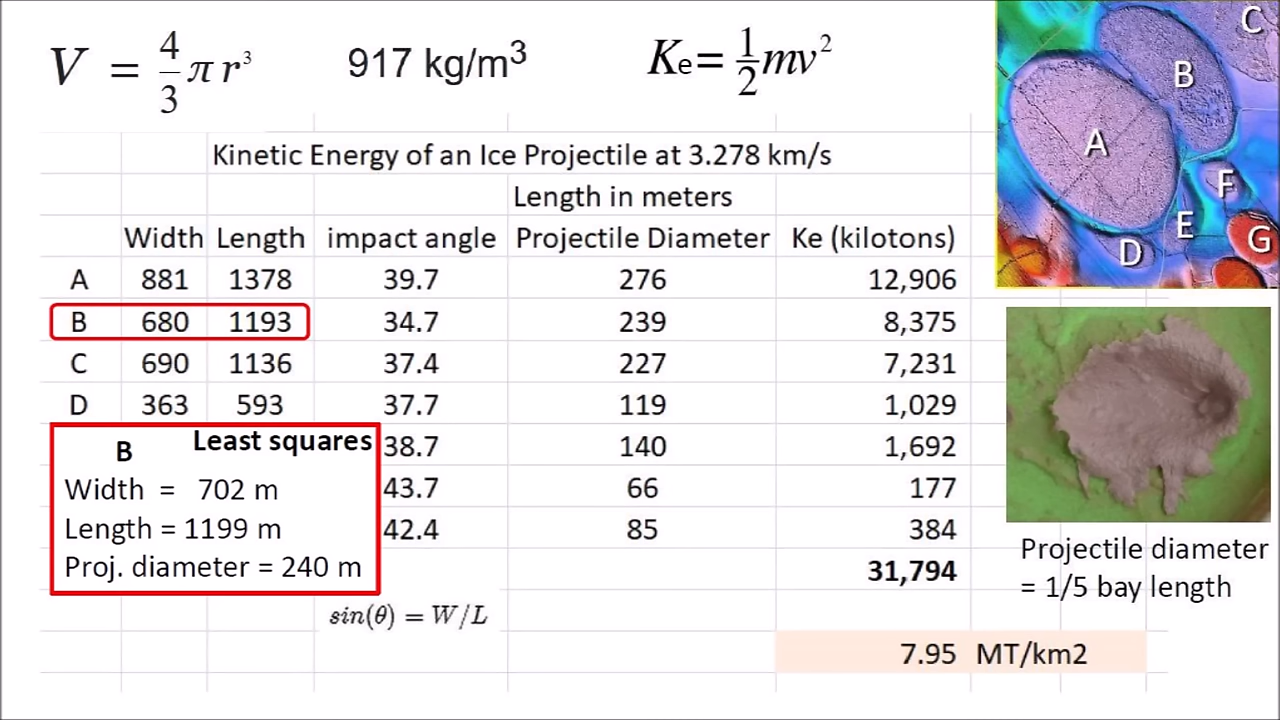 V = 4/3 π r³ 917 kg/m³ Ke= 1/2 mv²
Kinetic Energy of an Ice Projectile at 3.278 km/s
Length in meters
Width Length impact angle Projectile Diameter Ke (kilotons)
A 881 1378 39.7 276 12,906
B 680 1193 34.7 239 8,375
C 690 1136 37.4 227 7,231
D 363 593 37.7 119 1,029
38.7 140 1,692
43.7 66 177
42.4 85 384
31,794
sin(θ) = W/L
7.95 MT/km2
B Least squares
Width = 702 m
Length = 1199 m
Proj. diameter = 240 m
C
B
A
F
E
G
D
Projectile diameter
= 1/5 bay length